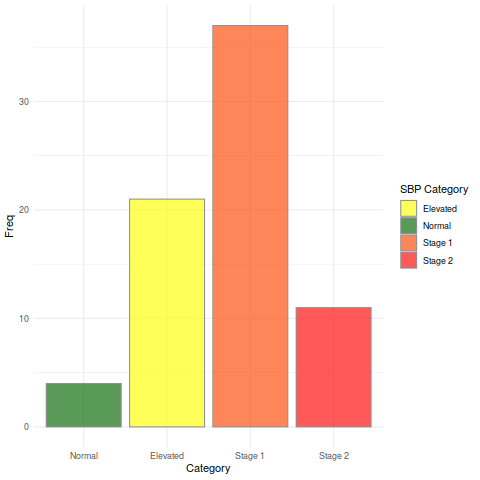 Freq
30
20
10
0
Normal Elevated Stage 1 Stage 2
Category
SBP Category
Elevated
Normal
Stage 1
Stage 2